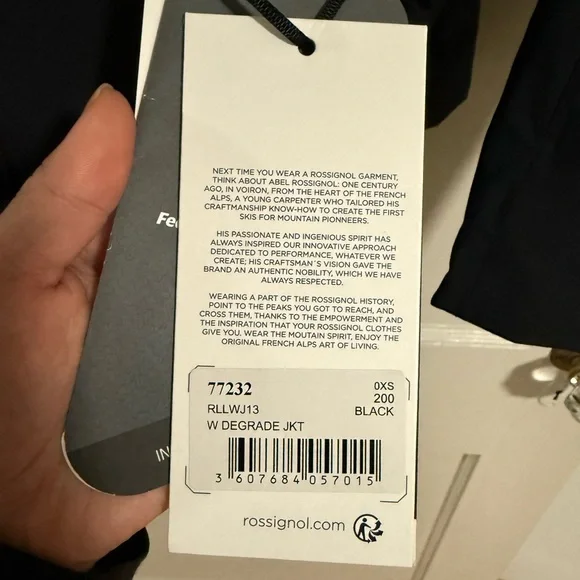 NEXT TIME YOU WEAR A ROSSIGNOL GARMENT,
THINK ABOUT ABEL ROSSIGNOL: ONE CENTURY
AGO, IN VOIRON, FROM THE HEART OF THE FRENCH
ALPS, A YOUNG CARPENTER WHO TAILORED HIS
CRAFTMANSHIP KNOW-HOW TO CREATE THE FIRST
SKIS FOR MOUNTAIN PIONNEERS.
HIS PASSIONATE AND INGENIOUS SPIRIT HAS
ALWAYS INSPIRED OUR INNOVATIVE APPROACH
DEDICATED TO PERFORMANCE, WHATEVER WE
CREATE; HIS CRAFTSMAN´S VISION GAVE THE
BRAND AN AUTHENTIC NOBILITY, WHICH WE HAVE
ALWAYS RESPECTED.
WEARING A PART OF THE ROSSIGNOL HISTORY,
POINT TO THE PEAKS YOU GOT TO REACH, AND
CROSS THEM, THANKS TO THE EMPOWERMENT AND
THE INSPIRATION THAT YOUR ROSSIGNOL CLOTHES
GIVE YOU. WEAR THE MOUTAIN SPIRIT, ENJOY THE
ORIGINAL FRENCH ALPS ART OF LIVING.
77232 0XS
RLLWJ13 200
BLACK
W DEGRADE JKT
3 607684 057015
rossignol.com